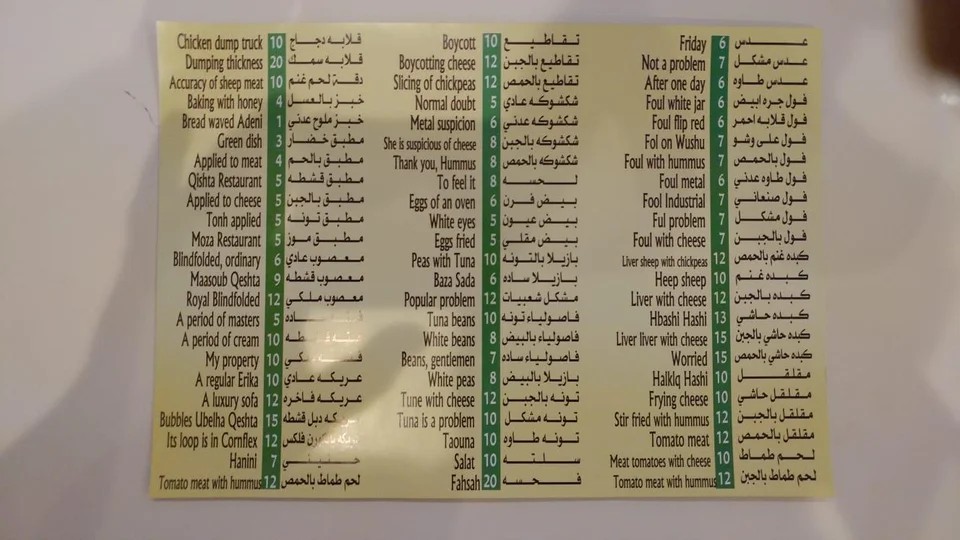 Chicken dump truck 10 قلابه دجاج
Dumping thickness 20 قلابه سمك
Accuracy of sheep meat 10 دقة لحم غنم
Baking with honey 4 خبز بالعسل
Bread waved Adeni 1 خبز ملوح عدني
Green dish 3 مطبق خضار
Applied to meat 4 مطبق بالحم
Qishta Restaurant 5 مطبق قشطه
Applied to cheese 5 مطبق بالجبن
Tonh applied 5 مطبق تونه
Moza Restaurant 5 مطبق موز
Blindfolded, ordinary 6 معصوب عادي
Maasoub Qeshta 9 معصوب قشطه
Royal Blindfolded 12 معصوب ملكي
A period of masters 5 ساده
A period of cream 10
My property 10
A regular Erika 10 عريكه عادي
A luxury sofa 12 عريكه فاخره
Bubbles Ubelha Qeshta 15 عريكه دبل قشطه
Its loop is in Cornflex 12 فلكس
Hanini 7 حنيني
Tomato meat with hummus 12 لحم طماط بالحمص
Boycott 10 تقاطيع
Boycotting cheese 12 تقاطيع بالجبن
Slicing of chickpeas 12 تقاطيع بالحمص
Normal doubt 5 شكشوكه عادي
Metal suspicion 6 شكشوكه عدني
She is suspicious of cheese 8 شكشوكه بالجبن
Thank you, Hummus 8 شكشوكه بالحمص
To feel it 8 لحسه
Eggs of an oven 6 بيض فرن
White eyes 5 بيض عيون
Eggs fried 5 بيض مقلي
Peas with Tuna 10 بازيلا بالتونه
Baza Sada 6 بازيلا ساده
Popular problem 12 مشكل شعبيات
Tuna beans 10 فاصولياء تونه
White beans 8 فاصولياء بالبيض
Beans, gentlemen 7 فاصولياء ساده
White peas 8 بازيلا بالبيض
Tune with cheese 12 تونه بالجبن
Tuna is a problem 10 تونه مشكل
Taouna 10 تونه طاوه
Salat 10 سلته
Fahsah 20 فحسه
Friday 6 عدس
Not a problem 7 عدس مشكل
After one day 6 عدس طاوه
Foul white jar 6 فول جره ابيض
Foul flip red 6 فول قلابه احمر
Fol on Wushu 7 فول على وشو
Foul with hummus 7 فول بالحمص
Foul metal 6 فول طاوه عدني
Fool Industrial 7 فول صنعاني
Ful problem 7 فول مشكل
Foul with cheese 7 فول بالجبن
Liver sheep with chickpeas 12 كبده غنم بالحمص
Heep sheep 10 كبده غنم
Liver with cheese 12 كبده بالجبن
Hbashi Hashi 13 كبده حاشي
Liver liver with cheese 15 كبده حاشي بالجبن
Worried 15 كبده حاشي بالحمص
Halklq Hashi 10 مقلقل
Frying cheese 10 مقلقل حاشي
Stir fried with hummus 12 مقلقل بالجبن
Tomato meat 12 مقلقل بالحمص
Meat tomatoes with cheese 10 لحم طماط
Tomato meat with hummus 12 لحم طماط بالجبن